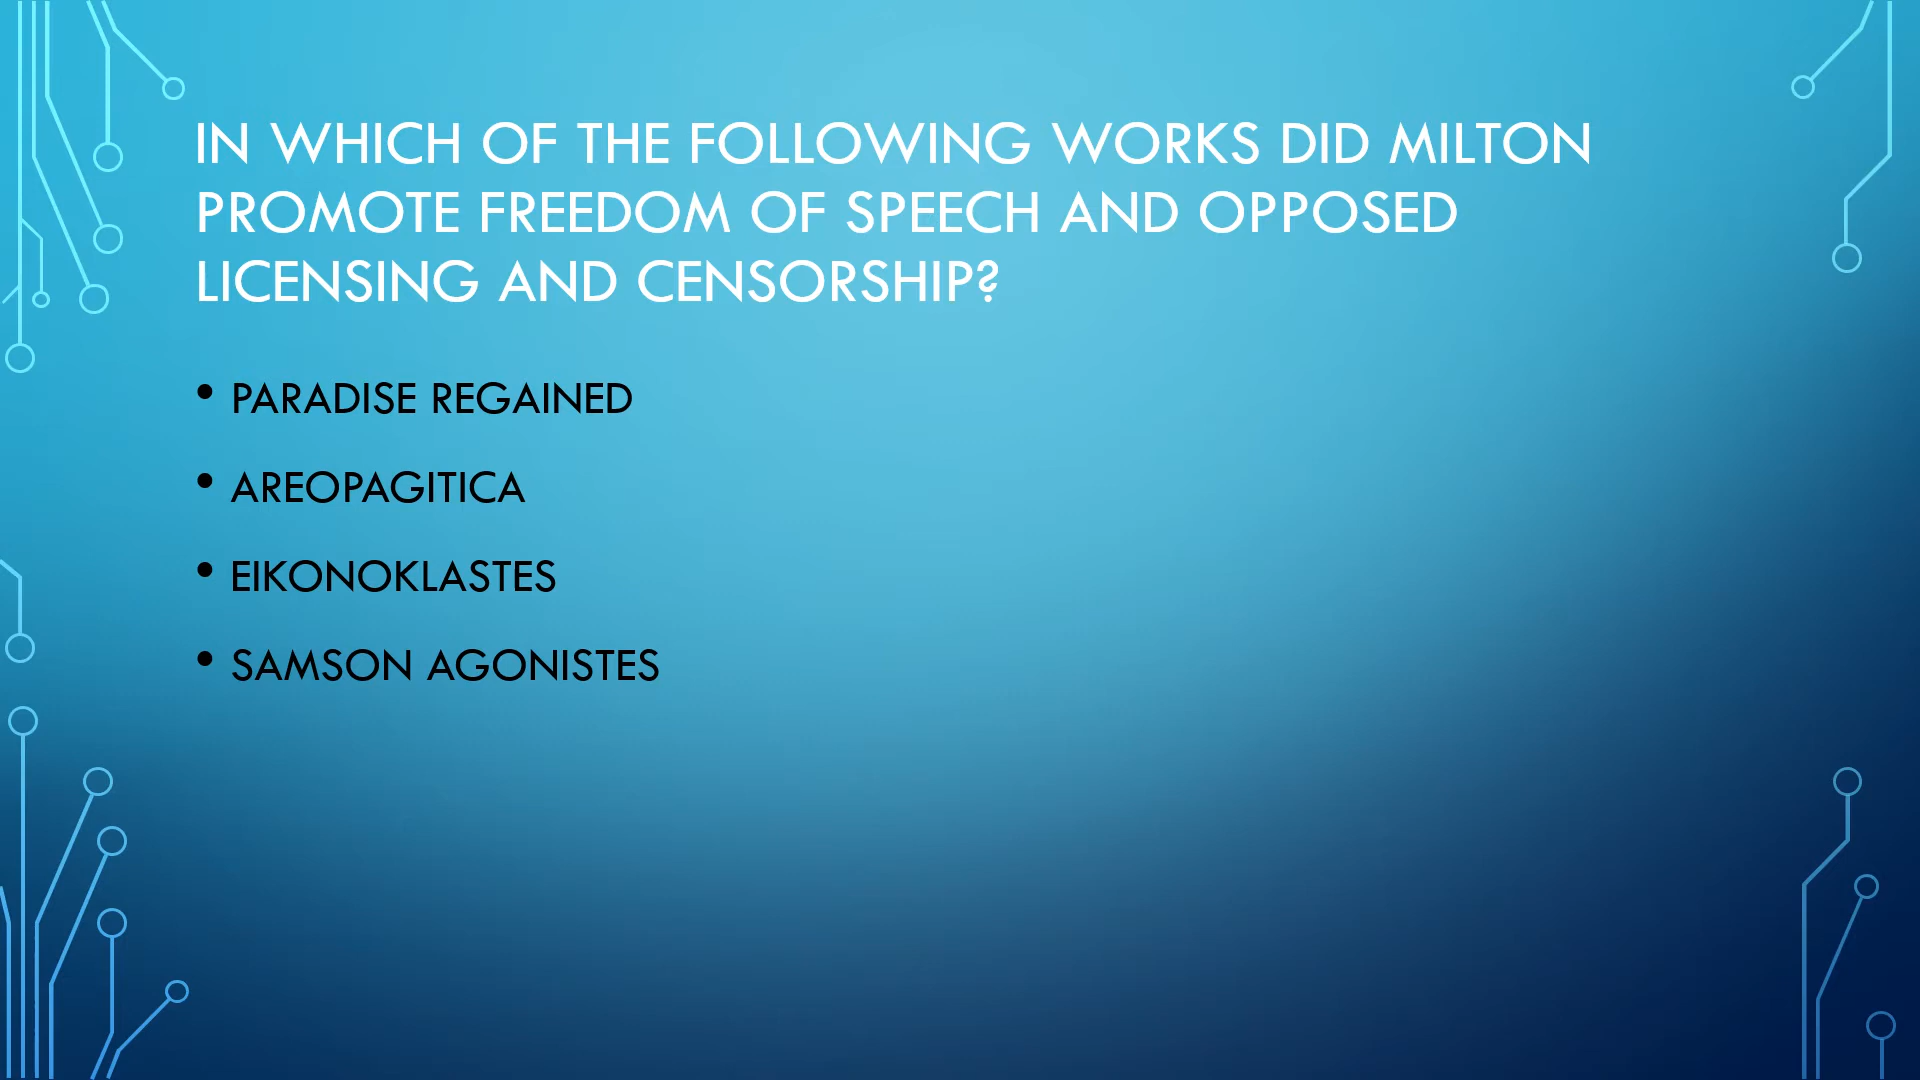 IN WHICH OF THE FOLLOWING WORKS DID MILTON
PROMOTE FREEDOM OF SPEECH AND OPPOSED
LICENSING AND CENSORSHIP?
• PARADISE REGAINED
• AREOPAGITICA
• EIKONOKLASTES
• SAMSON AGONISTES